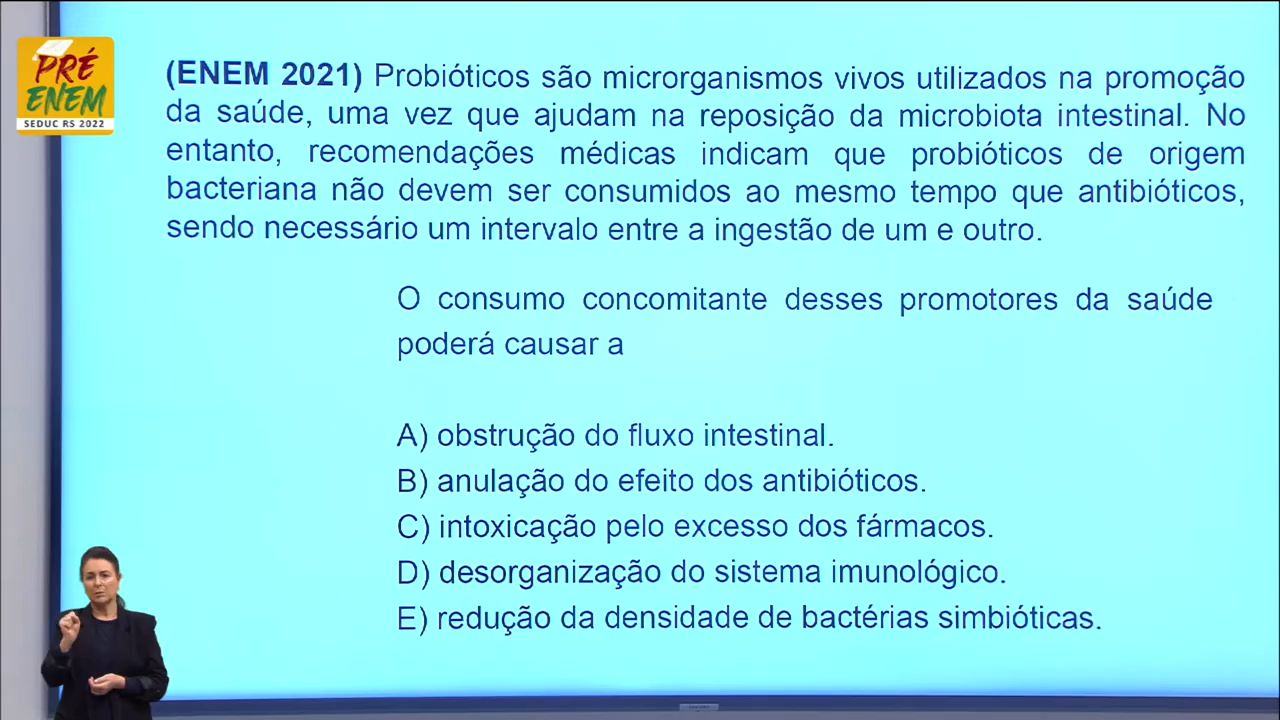 PRÉ
ENEM
SEDUC RS 2022
(ENEM 2021) Probióticos são microrganismos vivos utilizados na promoção
da saúde, uma vez que ajudam na reposição da microbiota intestinal. No
entanto, recomendações médicas indicam que probióticos de origem
bacteriana não devem ser consumidos ao mesmo tempo que antibióticos,
sendo necessário um intervalo entre a ingestão de um e outro.
O consumo concomitante desses promotores da saúde
poderá causar a
A) obstrução do fluxo intestinal.
B) anulação do efeito dos antibióticos.
C) intoxicação pelo excesso dos fármacos.
D) desorganização do sistema imunológico.
E) redução da densidade de bactérias simbióticas.